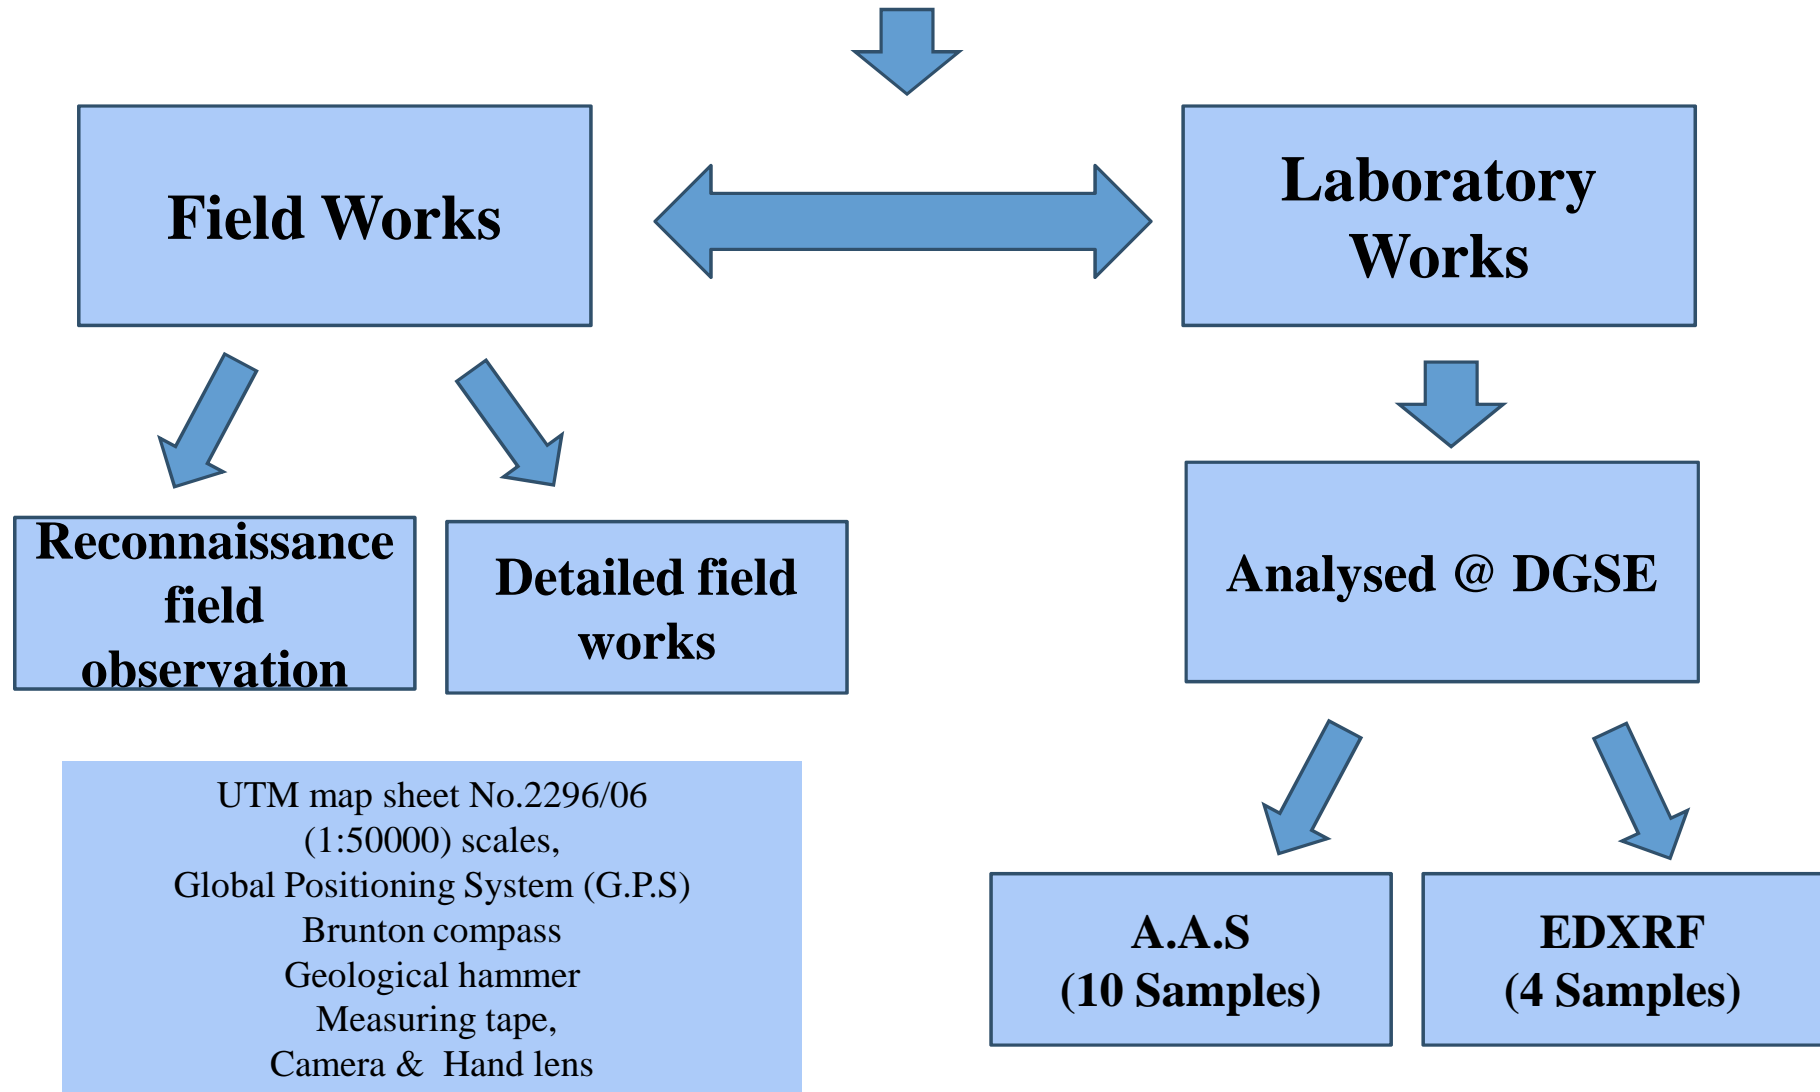 Field Works
Laboratory
Works
Reconnaissance
field
observation
Detailed field
works
Analysed @ DGSE
UTM map sheet No.2296/06
(1:50000) scales,
Global Positioning System (G.P.S)
Brunton compass
Geological hammer
Measuring tape,
Camera & Hand lens
A.A.S
(10 Samples)
EDXRF
(4 Samples)